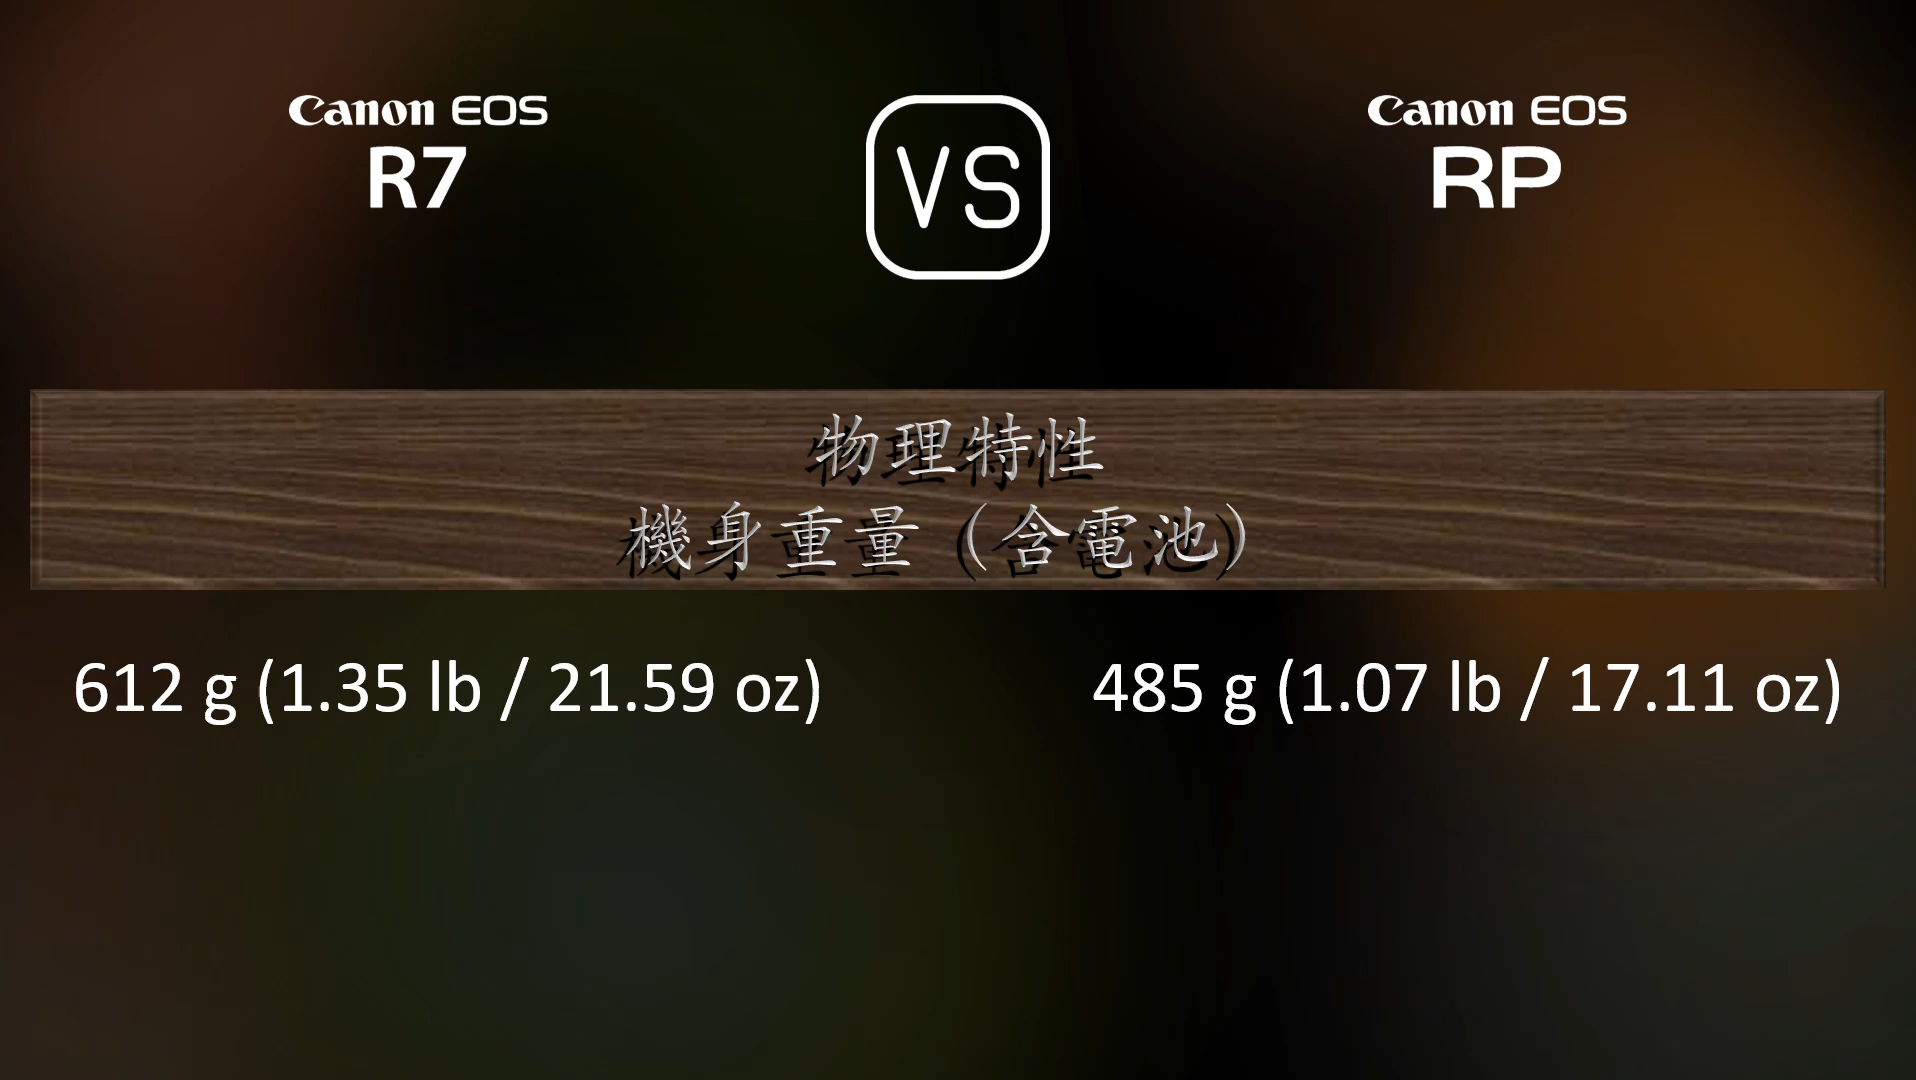 Canon EOS
R7
VS
Canon EOS
RP
物理特性
機身重量（含電池）
612 g (1.35 lb / 21.59 oz)
485 g (1.07 lb / 17.11 oz)